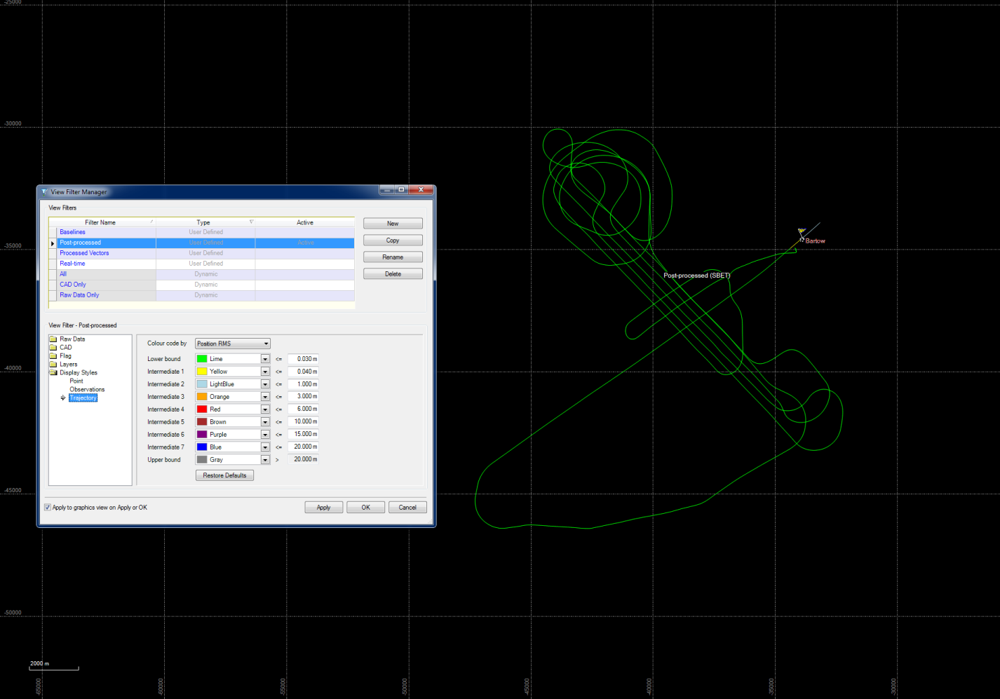 -25000
-30000
View Filter Manager
View Filters
Filter Name Type Active
Baselines User Defined
Post-processed User Defined Active
Processed Vectors User Defined
Real-time User Defined
All Dynamic
CAD Only Dynamic
Raw Data Only Dynamic
New
Copy
Rename
Delete
View Filter - Post-processed
Raw Data
CAD
Flag
Layers
Display Styles
Point
Observations
Trajectory
Colour code by Position RMS
Lower bound Lime <= 0.030 m
Intermediate 1 Yellow <= 0.040 m
Intermediate 2 LightBlue <= 1.000 m
Intermediate 3 Orange <= 3.000 m
Intermediate 4 Red <= 6.000 m
Intermediate 5 Brown <= 10.000 m
Intermediate 6 Purple <= 15.000 m
Intermediate 7 Blue <= 20.000 m
Upper bound Gray > 20.000 m
Restore Defaults
Apply to graphics view on Apply or OK
Apply OK Cancel
Bartow
Post-processed (SBET)
-35000
-40000
-45000
-50000
2000 m
-65000 -60000 -55000 -50000 -45000 -40000 -35000 -30000